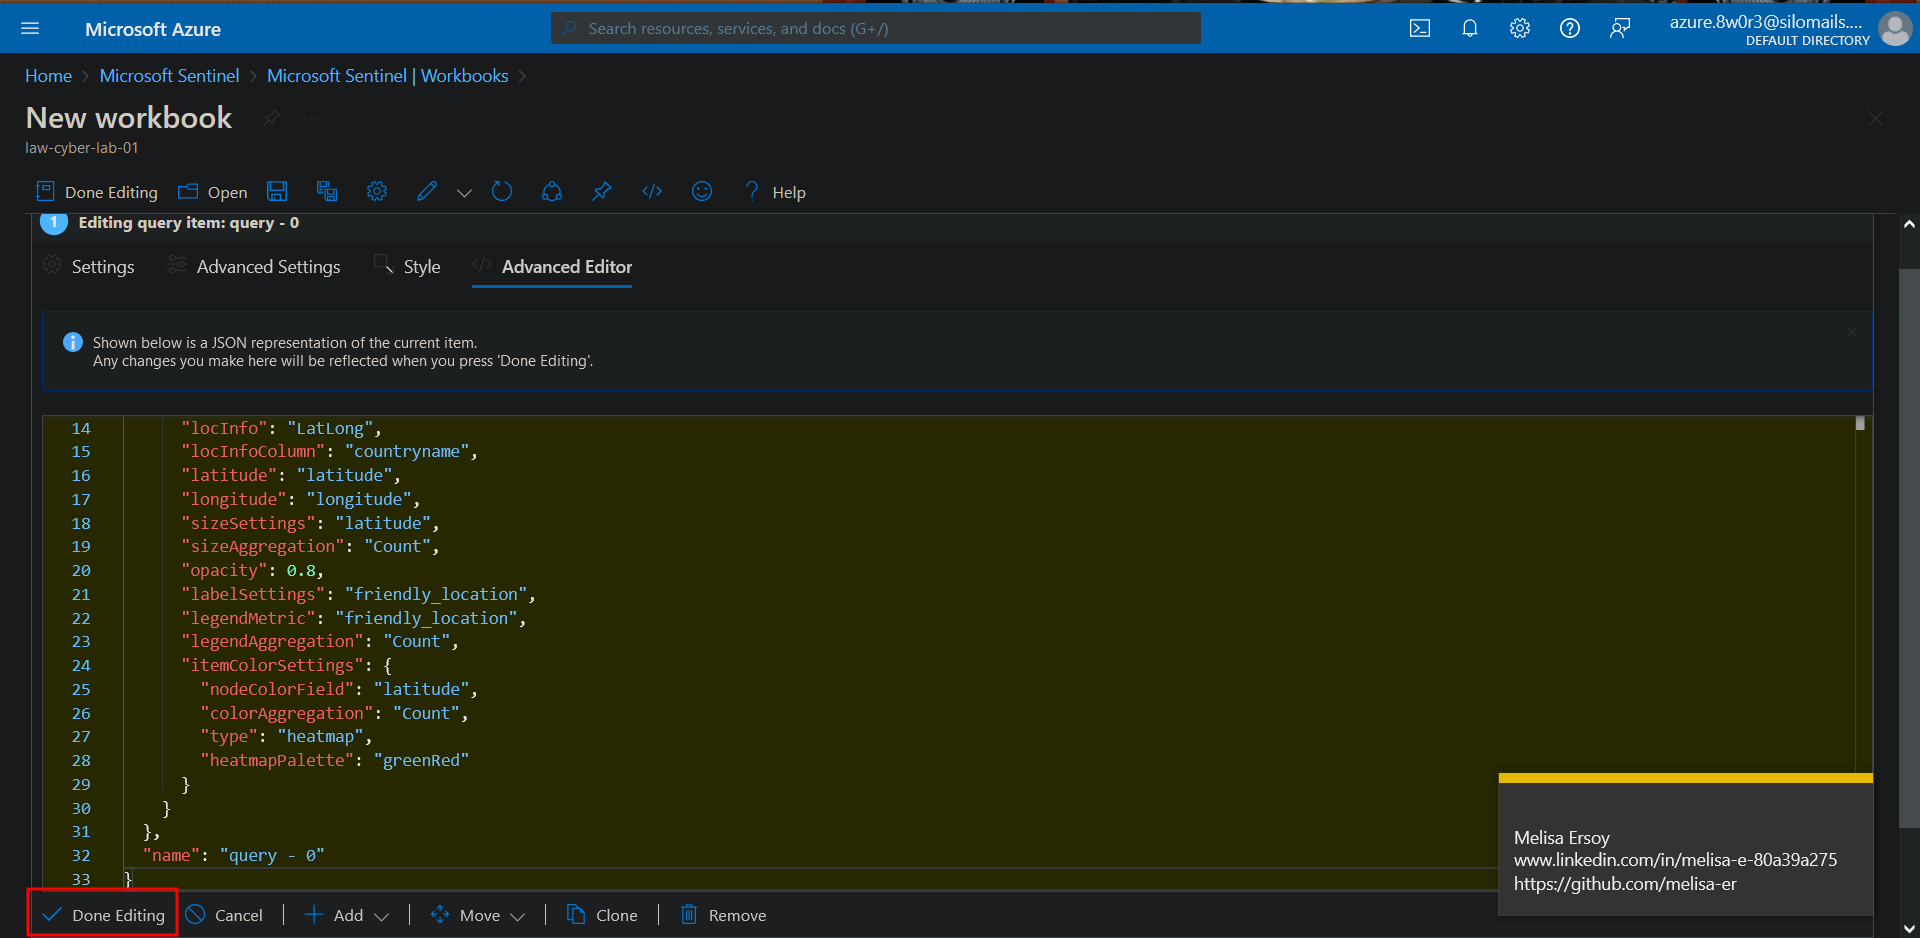 Microsoft Azure
Search resources, services, and docs (G+/)
azure.8w0r3@silomails....
DEFAULT DIRECTORY
Home > Microsoft Sentinel > Microsoft Sentinel | Workbooks >
New workbook
law-cyber-lab-01
Done Editing Open Help
1 Editing query item: query - 0
Settings Advanced Settings Style Advanced Editor
Shown below is a JSON representation of the current item.
Any changes you make here will be reflected when you press 'Done Editing'.
14 "locInfo": "LatLong",
15 "locInfoColumn": "countryname",
16 "latitude": "latitude",
17 "longitude": "longitude",
18 "sizeSettings": "latitude",
19 "sizeAggregation": "Count",
20 "opacity": 0.8,
21 "labelSettings": "friendly_location",
22 "legendMetric": "friendly_location",
23 "legendAggregation": "Count",
24 "itemColorSettings": {
25 "nodeColorField": "latitude",
26 "colorAggregation": "Count",
27 "type": "heatmap",
28 "heatmapPalette": "greenRed"
29 }
30 }
31 },
32 "name": "query - 0"
33 }
Melisa Ersoy
www.linkedin.com/in/melisa-e-80a39a275
https://github.com/melisa-er
Done Editing Cancel | Add | Move | Clone | Remove